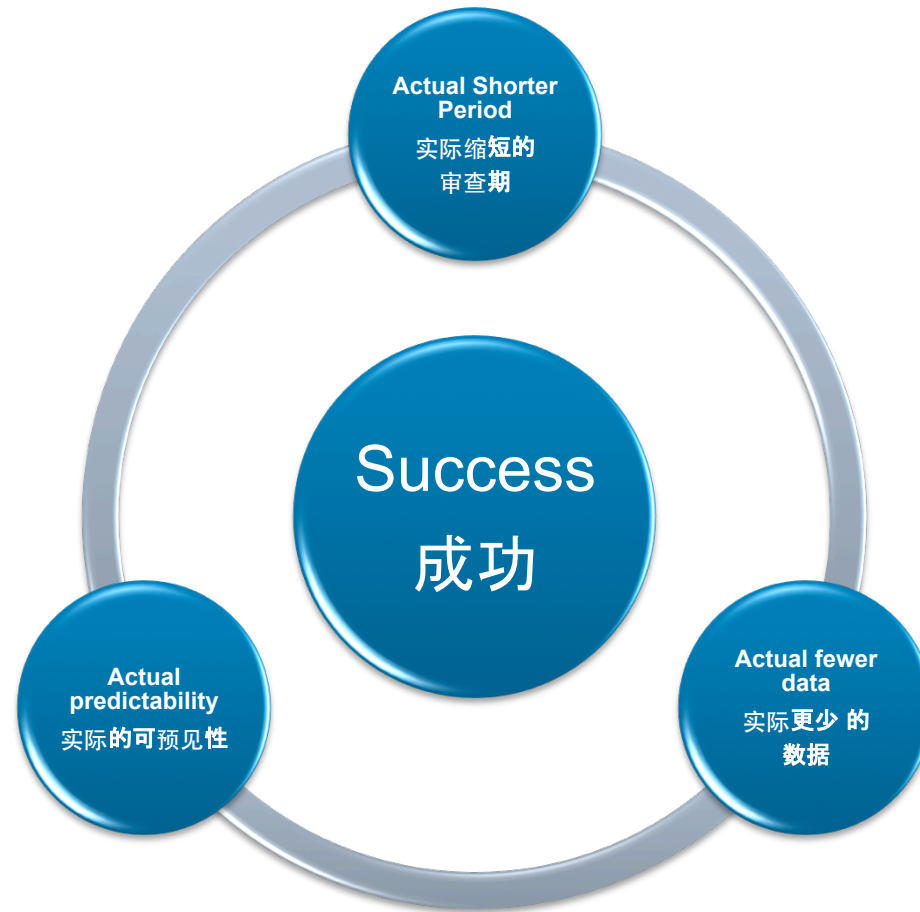 Actual Shorter
Period
实际缩短的
审查期
Success
成功
Actual
predictability
实际的可预见性
Actual fewer
data
实际更少 的
数据